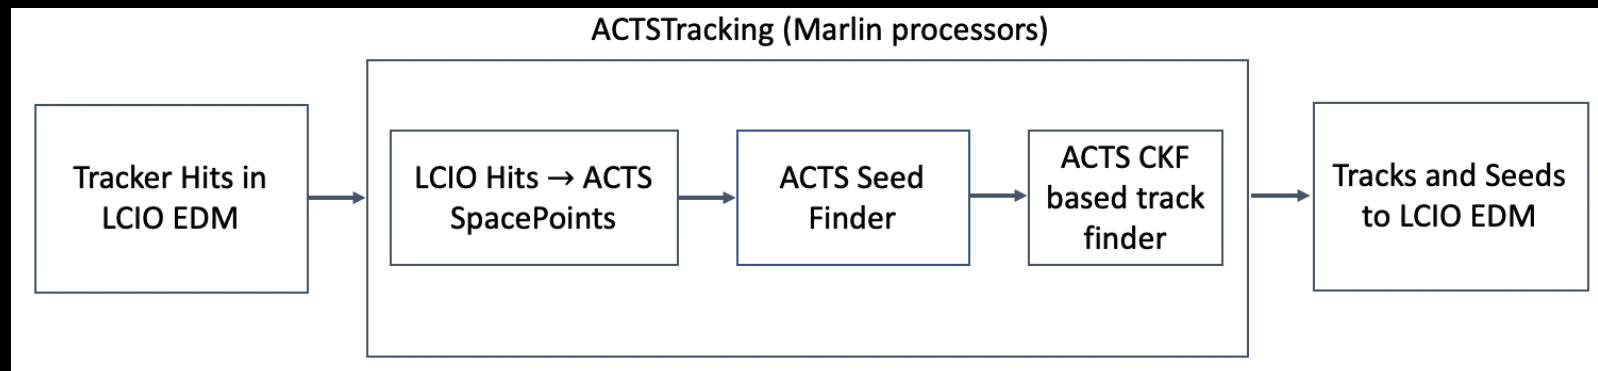 ACTSTracking (Marlin processors)
Tracker Hits in
LCIO EDM
LCIO Hits → ACTS
SpacePoints
ACTS Seed
Finder
ACTS CKF
based track
finder
Tracks and Seeds
to LCIO EDM